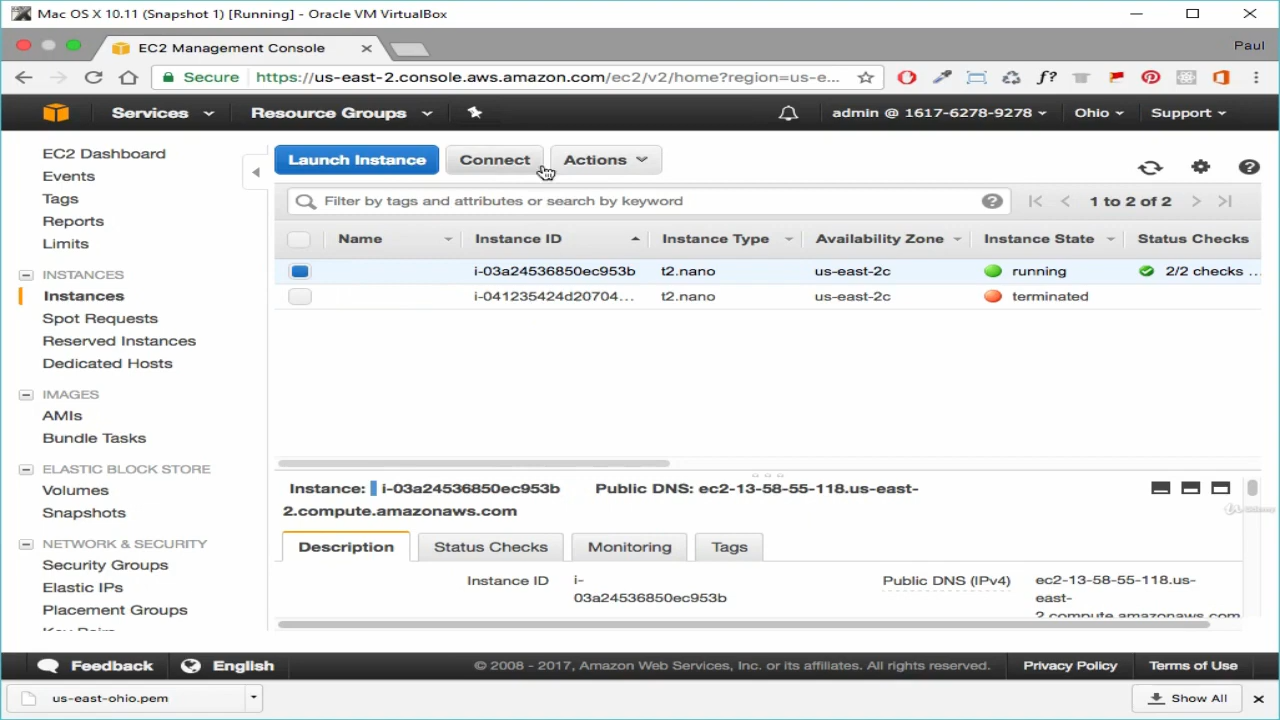 Mac OS X 10.11 (Snapshot 1) [Running] - Oracle VM VirtualBox
EC2 Management Console
Paul
Secure
https://us-east-2.console.aws.amazon.com/ec2/v2/home?region=us-e...
Services
Resource Groups
admin @ 1617-6278-9278
Ohio
Support
EC2 Dashboard
Events
Tags
Reports
Limits
INSTANCES
Instances
Spot Requests
Reserved Instances
Dedicated Hosts
IMAGES
AMIs
Bundle Tasks
ELASTIC BLOCK STORE
Volumes
Snapshots
NETWORK & SECURITY
Security Groups
Elastic IPs
Placement Groups
Key Pairs
Launch Instance
Connect
Actions
Filter by tags and attributes or search by keyword
1 to 2 of 2
Name Instance ID Instance Type Availability Zone Instance State Status Checks
i-03a24536850ec953b t2.nano us-east-2c running 2/2 checks ...
i-041235424d20704... t2.nano us-east-2c terminated
Instance: i-03a24536850ec953b Public DNS: ec2-13-58-55-118.us-east-
2.compute.amazonaws.com
Description
Status Checks
Monitoring
Tags
Instance ID
i-
03a24536850ec953b
Public DNS (IPv4)
ec2-13-58-55-118.us-
east-
2.compute.amazonaws.com
Udemy
Feedback
English
© 2008 - 2017, Amazon Web Services, Inc. or its affiliates. All rights reserved.
Privacy Policy
Terms of Use
us-east-ohio.pem
Show All